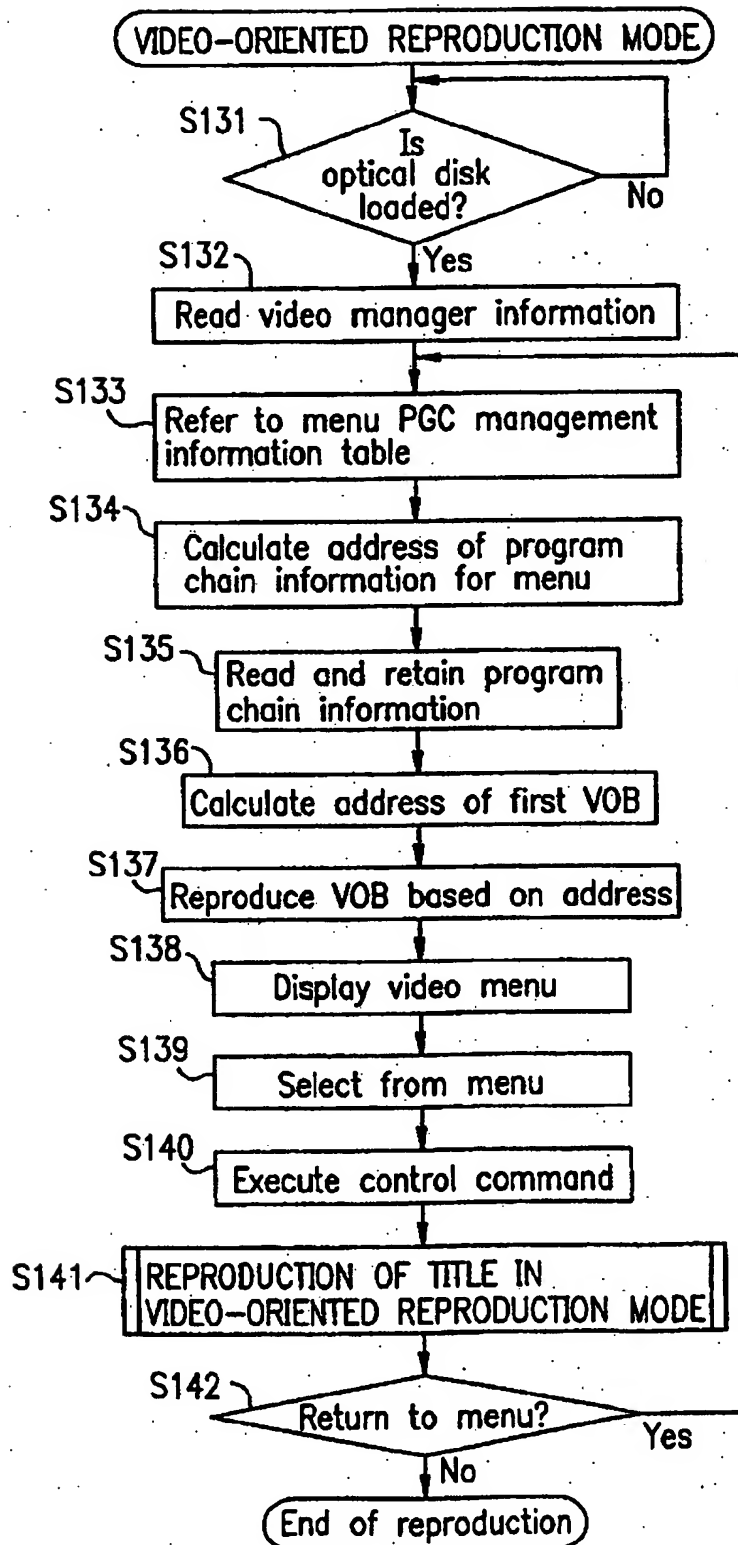 VIDEO-ORIENTED REPRODUCTION MODE
S131
Is
optical disk
loaded?
No
Yes
S132
Read video manager information
S133
Refer to menu PGC management
information table
S134
Calculate address of program
chain information for menu
S135
Read and retain program
chain information
S136
Calculate address of first VOB
S137
Reproduce VOB based on address
S138
Display video menu
S139
Select from menu
S140
Execute control command
S141
REPRODUCTION OF TITLE IN
VIDEO-ORIENTED REPRODUCTION MODE
S142
Return to menu?
Yes
No
End of reproduction